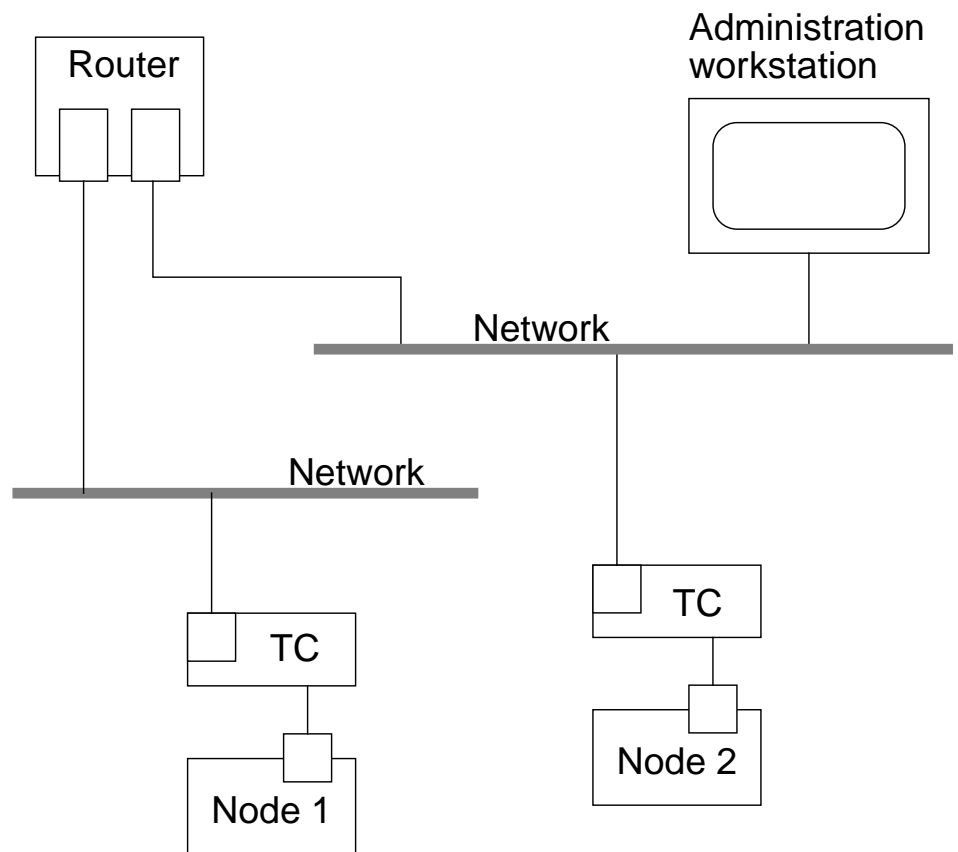 Administration
workstation
Router
Network
Network
TC
TC
Node 2
Node 1